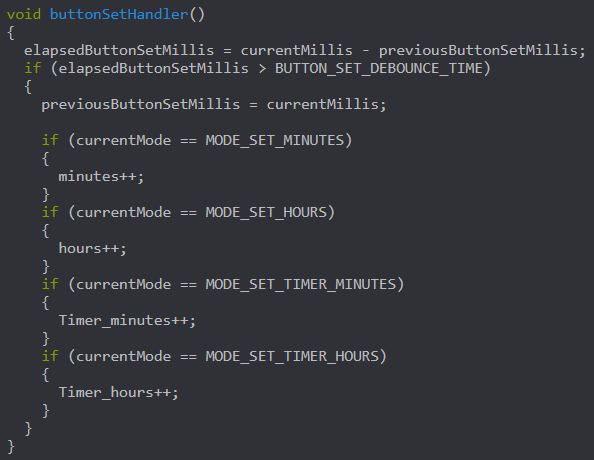 void buttonSetHandler()
{
  elapsedButtonSetMillis = currentMillis - previousButtonSetMillis;
  if (elapsedButtonSetMillis > BUTTON_SET_DEBOUNCE_TIME)
  {
    previousButtonSetMillis = currentMillis;

    if (currentMode == MODE_SET_MINUTES)
    {
      minutes++;
    }
    if (currentMode == MODE_SET_HOURS)
    {
      hours++;
    }
    if (currentMode == MODE_SET_TIMER_MINUTES)
    {
      Timer_minutes++;
    }
    if (currentMode == MODE_SET_TIMER_HOURS)
    {
      Timer_hours++;
    }
  }
}